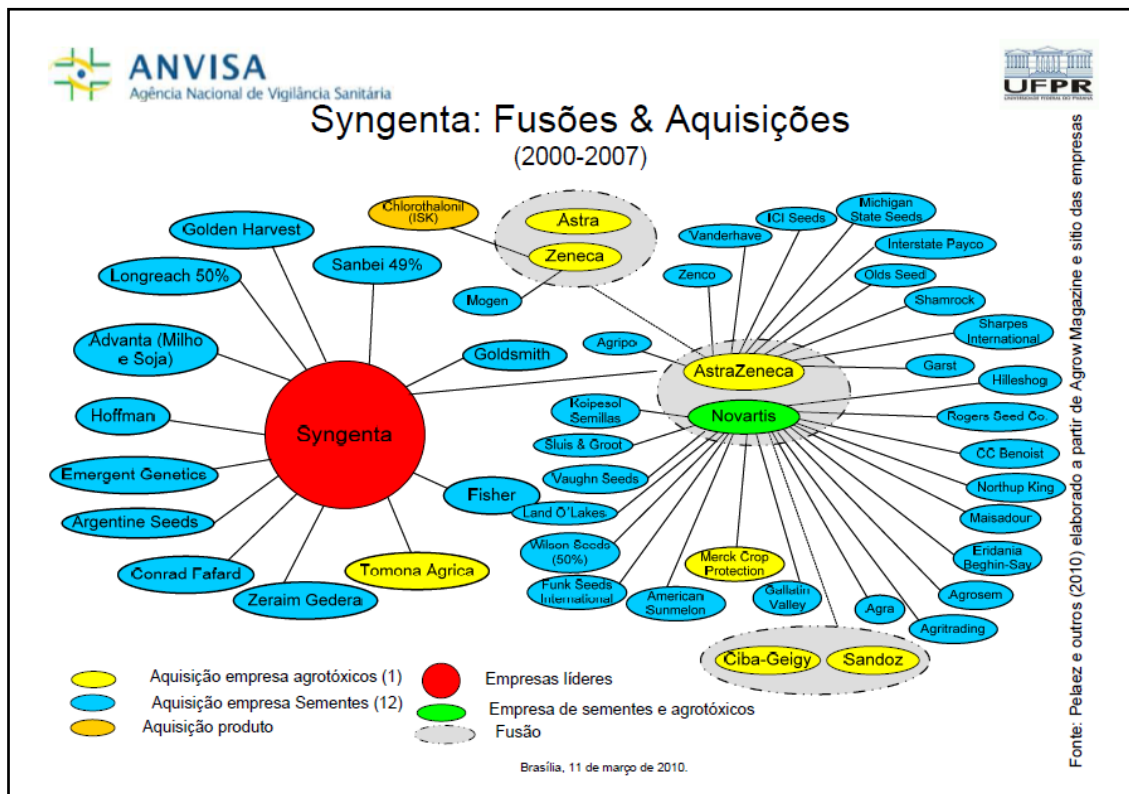 ANVISA
Agência Nacional de Vigilância Sanitária
UFPR
UNIVERSIDADE FEDERAL DO PARANÁ
Syngenta: Fusões & Aquisições
(2000-2007)
Chlorothalonil
(ISK)
Astra
Zeneca
Mogen
Golden Harvest
Longreach 50%
Sanbei 49%
Advanta (Milho
e Soja)
Goldsmith
Hoffman
Syngenta
Emergent Genetics
Argentine Seeds
Conrad Fafard
Zeraim Gedera
Tomona Agrica
Fisher
Vanderhave
ICI Seeds
Michigan
State Seeds
Interstate Payco
Zenco
Olds Seed
Shamrock
Agripo
Sharpes
International
AstraZeneca
Garst
Hilleshog
Koipesol
Semillas
Novartis
Rogers Seed Co.
Sluis & Groot
CC Benoist
Vaughn Seeds
Northup King
Land O'Lakes
Maisadour
Wilson Seeds
(50%)
Merck Crop
Protection
Eridania
Beghin-Say
Funk Seeds
International
American
Sunmelon
Gallatin
Valley
Agra
Agrosem
Agritrading
Ciba-Geigy
Sandoz
Aquisição empresa agrotóxicos (1)
Aquisição empresa Sementes (12)
Aquisição produto
Empresas líderes
Empresa de sementes e agrotóxicos
Fusão
Brasília, 11 de março de 2010.
Fonte: Pelaez e outros (2010) elaborado a partir de Agrow Magazine e sitio das empresas